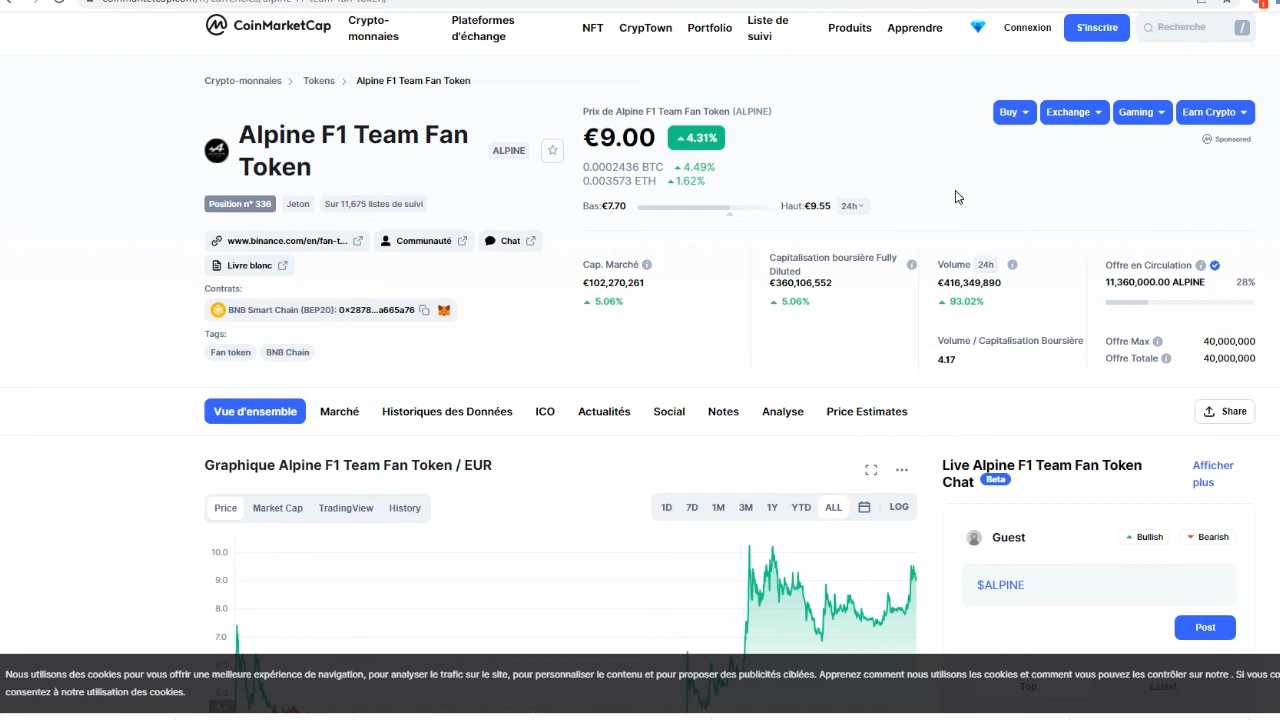 CoinMarketCap
Crypto-
monnaies
Plateformes
d'échange
NFT
CrypTown
Portfolio
Liste de
suivi
Produits
Apprendre
Connexion
S'inscrire
Recherche
/
Crypto-monnaies
Tokens
Alpine F1 Team Fan Token
Alpine F1 Team Fan
Token
ALPINE
Position n° 336
Jeton
Sur 11,675 listes de suivi
www.binance.com/en/fan-t...
Communauté
Chat
Livre blanc
Contrats:
BNB Smart Chain (BEP20): 0x2878...a665a76
Tags:
Fan token
BNB Chain
Prix de Alpine F1 Team Fan Token (ALPINE)
€9.00
4.31%
0.0002436 BTC
4.49%
0.003573 ETH
1.62%
Bas:€7.70
Haut:€9.55
24h
Buy
Exchange
Gaming
Earn Crypto
Sponsored
Cap. Marché
€102,270,261
5.06%
Capitalisation boursière Fully
Diluted
€360,106,552
5.06%
Volume
24h
€416,349,890
93.02%
Volume / Capitalisation Boursière
4.17
Offre en Circulation
11,360,000.00 ALPINE
28%
Offre Max
40,000,000
Offre Totale
40,000,000
Vue d'ensemble
Marché
Historiques des Données
ICO
Actualités
Social
Notes
Analyse
Price Estimates
Share
Graphique Alpine F1 Team Fan Token / EUR
Price
Market Cap
TradingView
History
1D
7D
1M
3M
1Y
YTD
ALL
LOG
10.0
9.0
8.0
7.0
Live Alpine F1 Team Fan Token
Chat
Beta
Afficher
plus
Guest
Bullish
Bearish
$ALPINE
Post
Top
Latest
Nous utilisons des cookies pour vous offrir une meilleure expérience de navigation, pour analyser le trafic sur le site, pour personnaliser le contenu et pour proposer des publicités ciblées. Apprenez comment nous utilisons les cookies et comment vous pouvez les contrôler sur notre . Si vous co
consentez à notre utilisation des cookies.